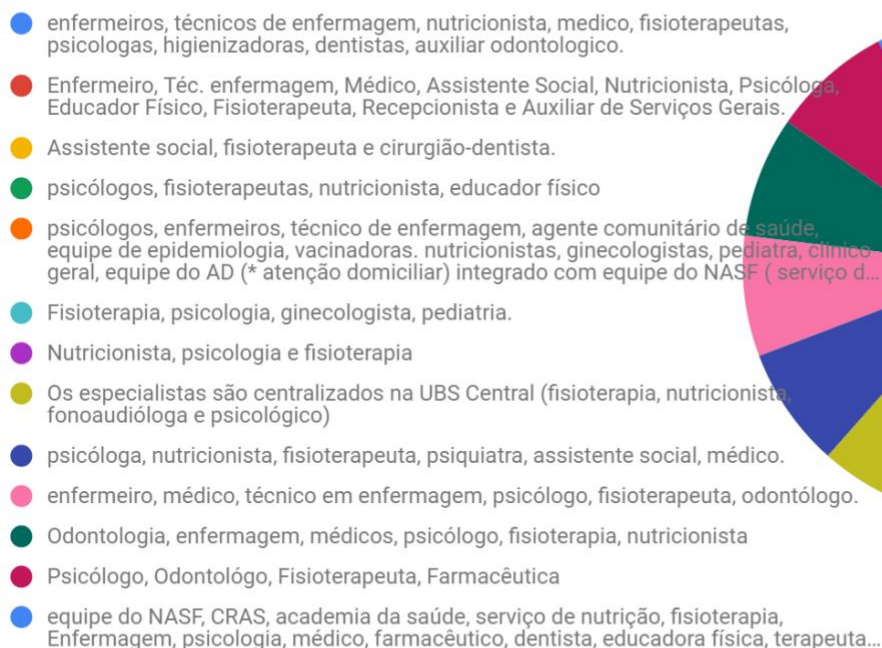 enfermeiros, técnicos de enfermagem, nutricionista, medico, fisioterapeutas,
psicologas, higienizadoras, dentistas, auxiliar odontologico.
Enfermeiro, Téc. enfermagem, Médico, Assistente Social, Nutricionista, Psicóloga,
Educador Físico, Fisioterapeuta, Recepcionista e Auxiliar de Serviços Gerais.
Assistente social, fisioterapeuta e cirurgião-dentista.
psicólogos, fisioterapeutas, nutricionista, educador físico
psicólogos, enfermeiros, técnico de enfermagem, agente comunitário de saúde,
equipe de epidemiologia, vacinadoras. nutricionistas, ginecologistas, pediatra, clínico
geral, equipe do AD (* atenção domiciliar) integrado com equipe do NASF ( serviço d...
Fisioterapia, psicologia, ginecologista, pediatria.
Nutricionista, psicologia e fisioterapia
Os especialistas são centralizados na UBS Central (fisioterapia, nutricionista,
fonoaudióloga e psicológico)
psicóloga, nutricionista, fisioterapeuta, psiquiatra, assistente social, médico.
enfermeiro, médico, técnico em enfermagem, psicólogo, fisioterapeuta, odontólogo.
Odontologia, enfermagem, médicos, psicólogo, fisioterapia, nutricionista
Psicólogo, Odontológo, Fisioterapeuta, Farmacêutica
equipe do NASF, CRAS, academia da saúde, serviço de nutrição, fisioterapia,
Enfermagem, psicologia, médico, farmacêutico, dentista, educadora física, terapeuta...